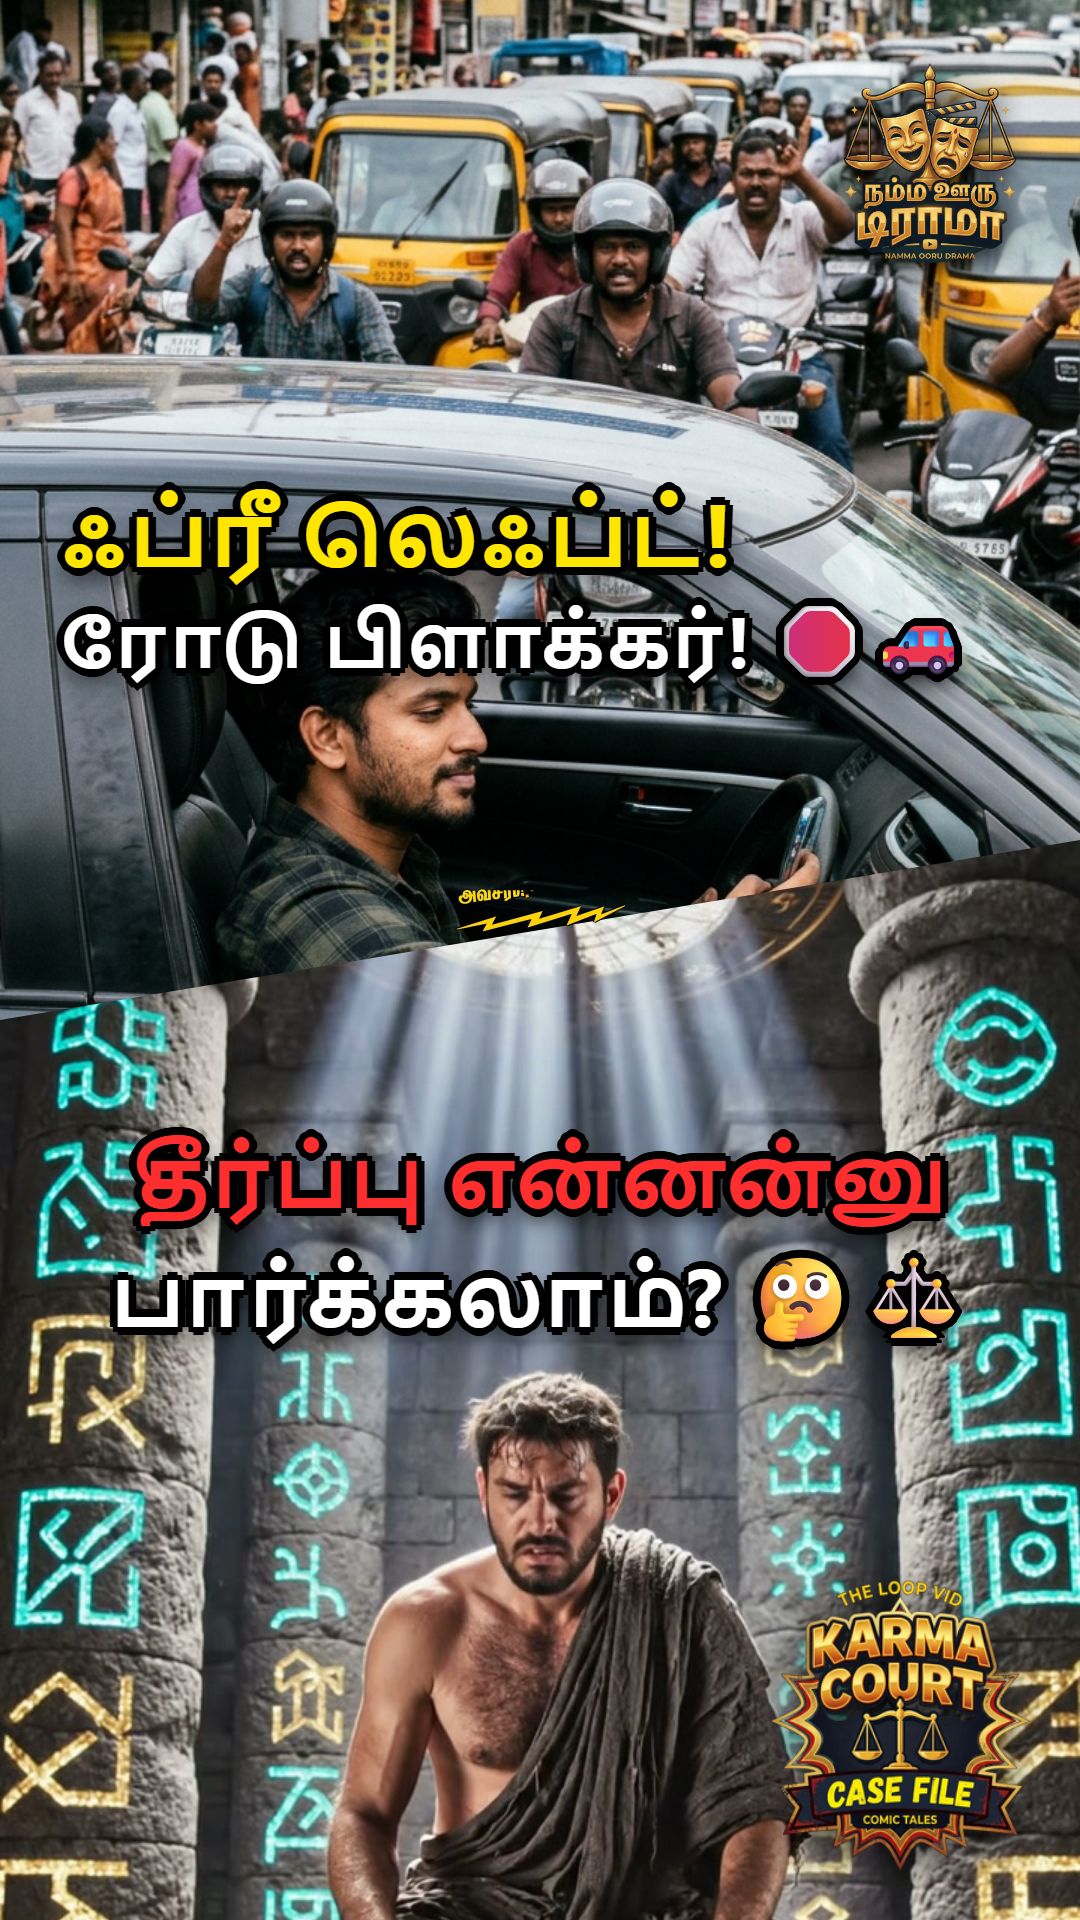 நம்ம ஊரு
டிராமா
NAMMA OORU DRAMA
ஃப்ரீ லெஃப்ட்!
ரோடு பிளாக்கர்! 🛑 🚗
தீர்ப்பு என்னன்னு
பார்க்கலாம்? 🤔 ⚖️
THE LOOP VID
KARMA
COURT
CASE FILE
COMIC TALES